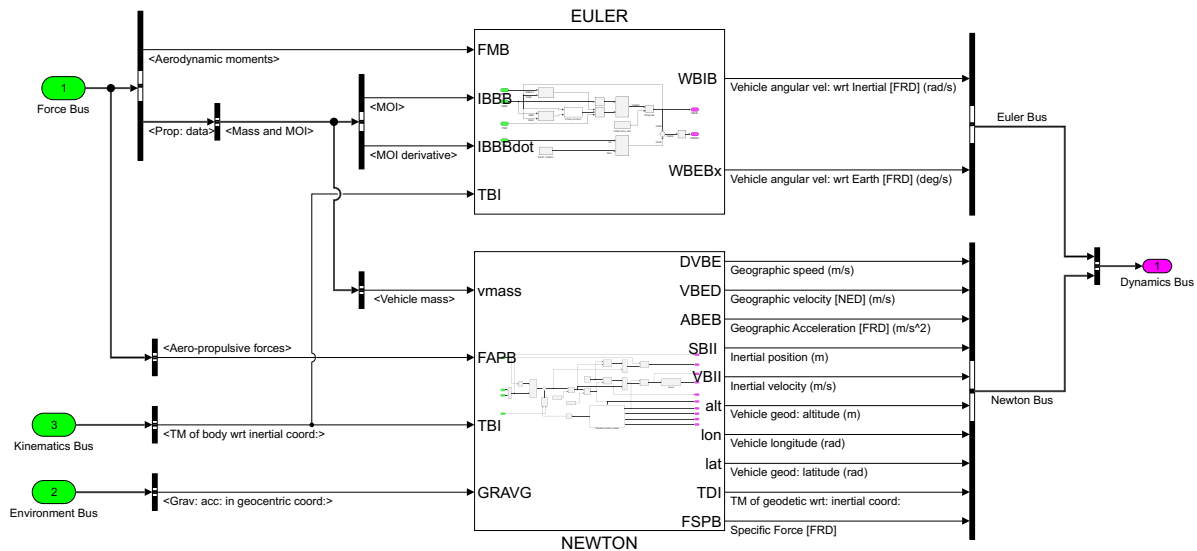 EULER
1
Force Bus
<Aerodynamic moments>
<Prop: data>
<Mass and MOI>
<MOI>
<MOI derivative>
FMB
IBBB
IBBBdot
TBI
WBIB
WBEBx
Vehicle angular vel: wrt Inertial [FRD] (rad/s)
Vehicle angular vel: wrt Earth [FRD] (deg/s)
Euler Bus
<Vehicle mass>
<Aero-propulsive forces>
3
Kinematics Bus
<TM of body wrt inertial coord:>
2
Environment Bus
<Grav: acc: in geocentric coord:>
vmass
FAPB
TBI
GRAVG
DVBE
VBED
ABEB
SBII
VBII
alt
lon
lat
TDI
FSPB
Geographic speed (m/s)
Geographic velocity [NED] (m/s)
Geographic Acceleration [FRD] (m/s^2)
Inertial position (m)
Inertial velocity (m/s)
Vehicle geod: altitude (m)
Vehicle longitude (rad)
Vehicle geod: latitude (rad)
TM of geodetic wrt: inertial coord:
Specific Force [FRD]
Newton Bus
1
Dynamics Bus
NEWTON